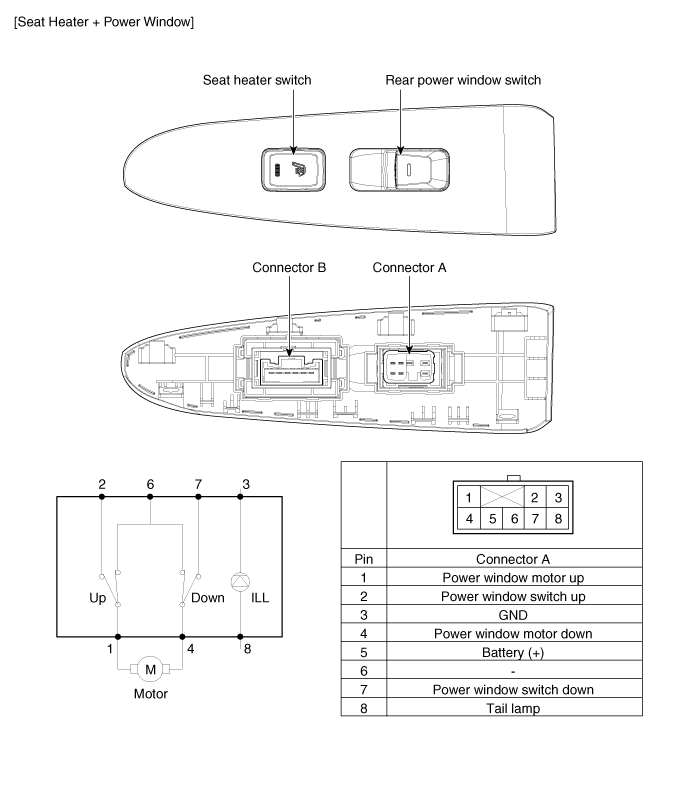 [Seat Heater + Power Window]
Seat heater switch
Rear power window switch
Connector B
Connector A
2 6 7 3
Up
Down
ILL
1 4 8
M
Motor
1 2 3
4 5 6 7 8
Pin Connector A
1 Power window motor up
2 Power window switch up
3 GND
4 Power window motor down
5 Battery (+)
6 -
7 Power window switch down
8 Tail lamp